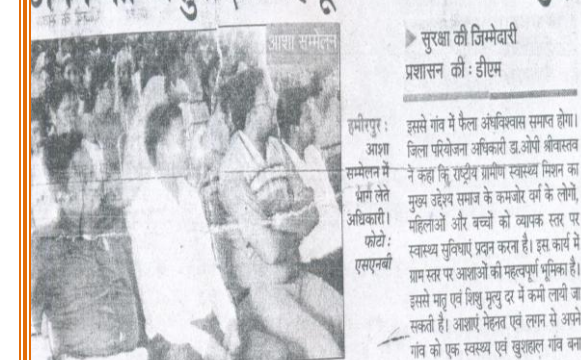 आशा सम्मेलन
सुरक्षा की जिम्मेदारी
प्रशासन की : डीएम
हमीरपुर :
आशा
सम्मेलन में
भाग लेते
अधिकारी।
फोटो :
एसएनबी
इससे गांव में फैला अंधविश्वास समाप्त होगा।
जिला परियोजना अधिकारी डा.ओपी श्रीवास्तव
ने कहा कि राष्ट्रीय ग्रामीण स्वास्थ्य मिशन का
मुख्य उद्देश्य समाज के कमजोर वर्ग के लोगों,
महिलाओं और बच्चों को व्यापक स्तर पर
स्वास्थ्य सुविधाएं प्रदान करना है। इस कार्य में
ग्राम स्तर पर आशाओं की महत्वपूर्ण भूमिका है।
इससे मातृ एवं शिशु मृत्यु दर में कमी लायी जा
सकती है। आशाएं मेहनत एवं लगन से अपने
गांव को एक स्वस्थ्य एवं खुशहाल गांव बना